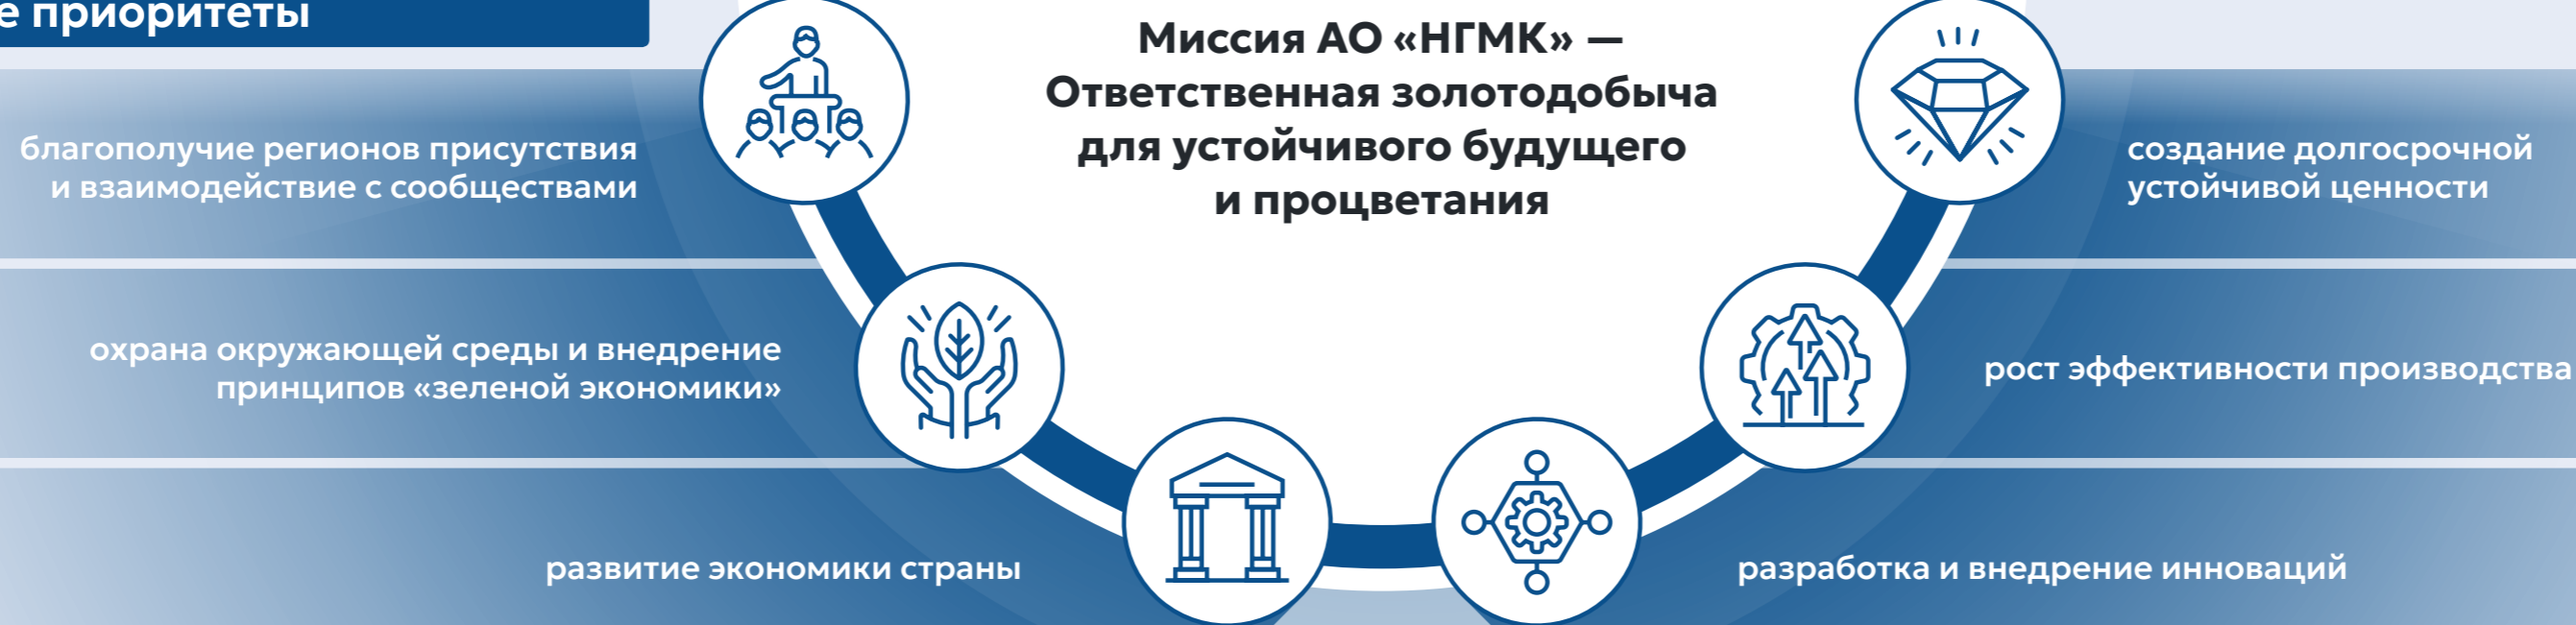 е приоритеты
Миссия АО «НГМК» —
Ответственная золотодобыча
для устойчивого будущего
и процветания
благополучие регионов присутствия
и взаимодействие с сообществами
охрана окружающей среды и внедрение
принципов «зеленой экономики»
развитие экономики страны
создание долгосрочной
устойчивой ценности
рост эффективности производства
разработка и внедрение инноваций